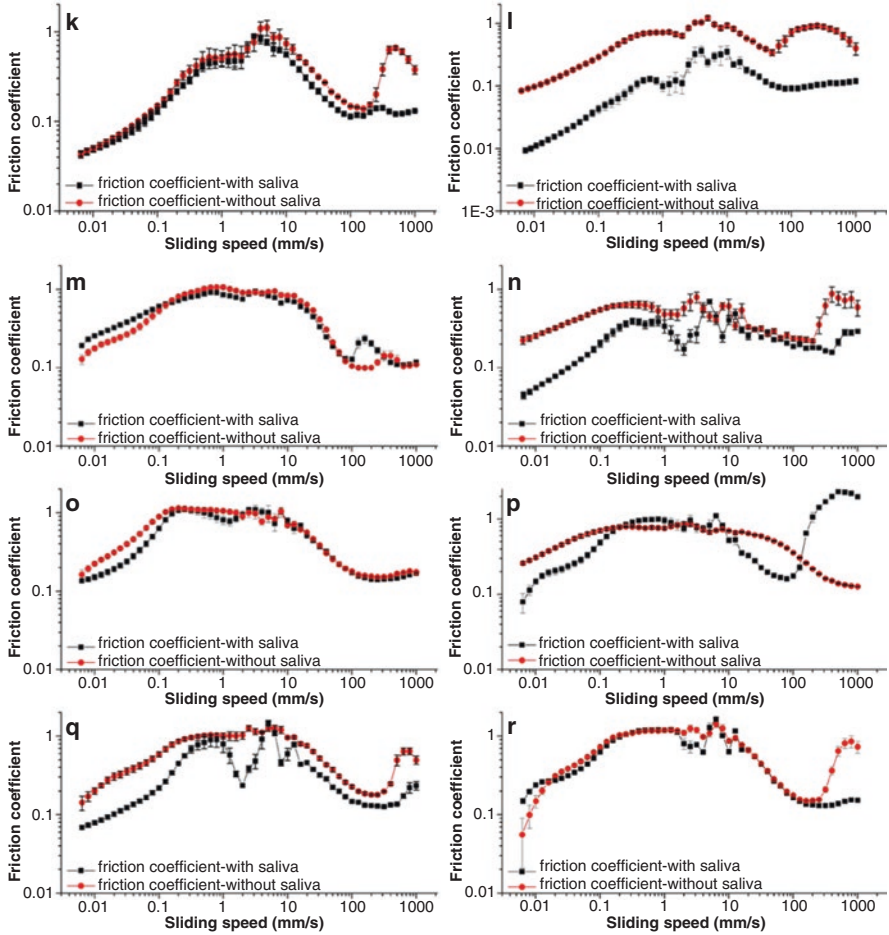 k
l
Friction coefficient
1
0.1
0.01
friction coefficient-with saliva
friction coefficient-without saliva
0.01 0.1 1 10 100 1000
Sliding speed (mm/s)
Friction coefficient
1
0.1
0.01
1E-3
friction coefficient-with saliva
friction coefficient-without saliva
0.01 0.1 1 10 100 1000
Sliding speed (mm/s)
m
n
Friction coefficient
1
0.1
0.01
friction coefficient-with saliva
friction coefficient-without saliva
0.01 0.1 1 10 100 1000
Sliding speed (mm/s)
Friction coefficient
1
0.1
0.01
friction coefficient-with saliva
friction coefficient-without saliva
0.01 0.1 1 10 100 1000
Sliding speed (mm/s)
o
p
Friction coefficient
1
0.1
0.01
friction coefficient-with saliva
friction coefficient-without saliva
0.01 0.1 1 10 100 1000
Sliding speed (mm/s)
Friction coefficient
1
0.1
0.01
friction coefficient-with saliva
friction coefficient-without saliva
0.01 0.1 1 10 100 1000
Sliding speed (mm/s)
q
r
Friction coefficient
1
0.1
0.01
friction coefficient-with saliva
friction coefficient-without saliva
0.01 0.1 1 10 100 1000
Sliding speed (mm/s)
Friction coefficient
1
0.1
0.01
friction coefficient-with saliva
friction coefficient-without saliva
0.01 0.1 1 10 100 1000
Sliding speed (mm/s)